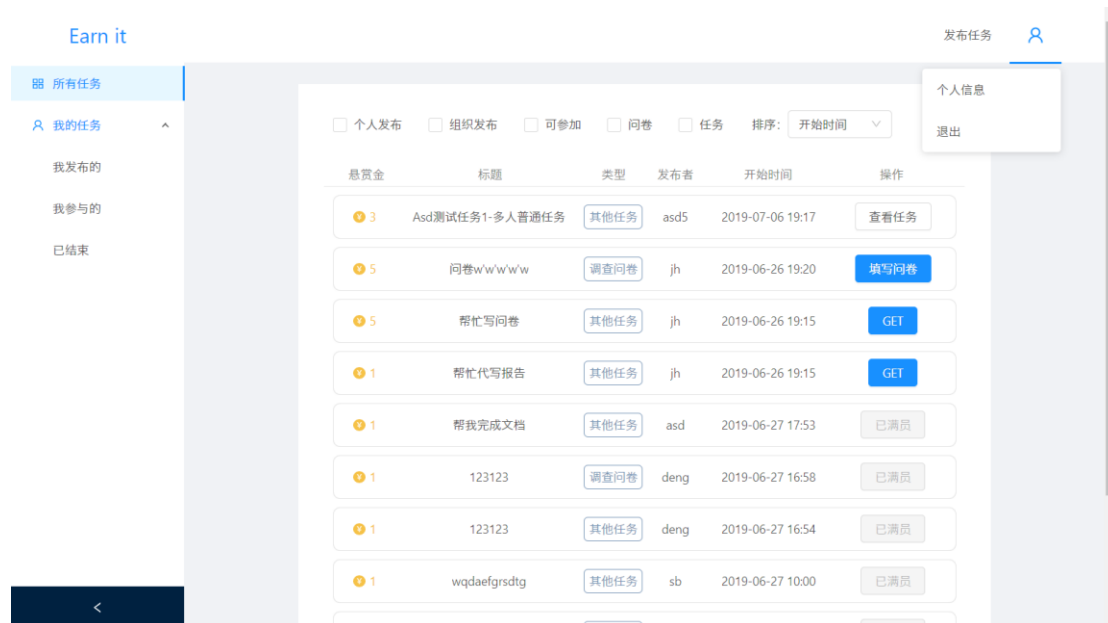 Earn it
发布任务
所有任务
个人信息
退出
我的任务
我发布的
我参与的
已结束
个人发布 组织发布 可参加 问卷 任务 排序: 开始时间
悬赏金 标题 类型 发布者 开始时间 操作
3 Asd测试任务1-多人普通任务 其他任务 asd5 2019-07-06 19:17 查看任务
5 问卷w'w'w'w'w 调查问卷 jh 2019-06-26 19:20 填写问卷
5 帮忙写问卷 其他任务 jh 2019-06-26 19:15 GET
1 帮忙代写报告 其他任务 jh 2019-06-26 19:15 GET
1 帮我完成文档 其他任务 asd 2019-06-27 17:53 已满员
1 123123 调查问卷 deng 2019-06-27 16:58 已满员
1 123123 其他任务 deng 2019-06-27 16:54 已满员
1 wqdaefgrsdtg 其他任务 sb 2019-06-27 10:00 已满员